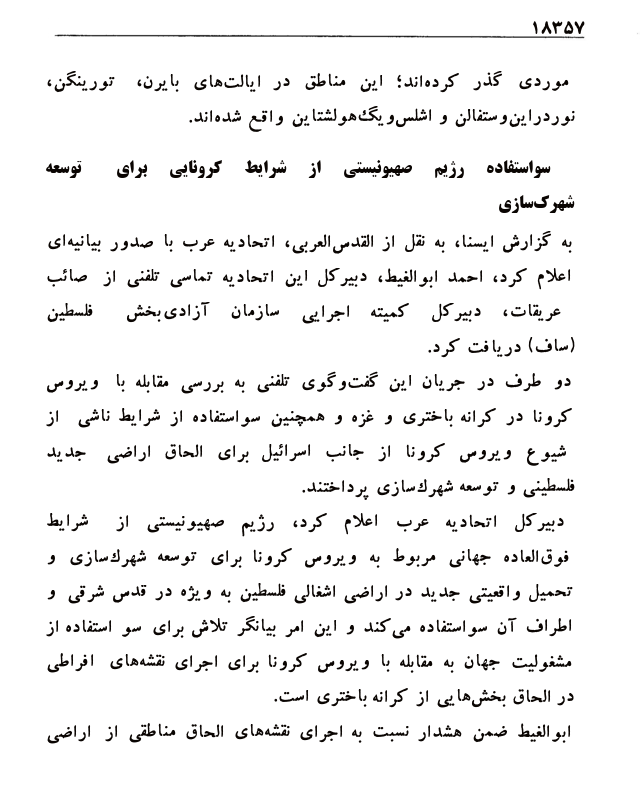 ۱۸۳۵۷
موردی گذر کرده‌اند؛ این مناطق در ایالت‌های بایرن، تورینگن،
نوردراین‌وستفالن و اشلس‌ویگ‌هولشتاین واقع شده‌اند.
سواستفاده رژیم صهیونیستی از شرایط کرونایی برای توسعه
شهرک‌سازی
به گزارش ایسنا، به نقل از القدس‌العربی، اتحادیه عرب با صدور بیانیه‌ای
اعلام کرد، احمد ابوالغیط، دبیرکل این اتحادیه تماسی تلفنی از صائب
عریقات، دبیرکل کمیته اجرایی سازمان آزادی‌بخش فلسطین
(ساف) دریافت کرد.
دو طرف در جریان این گفت‌وگوی تلفنی به بررسی مقابله با ویروس
کرونا در کرانه باختری و غزه و همچنین سواستفاده از شرایط ناشی از
شیوع ویروس کرونا از جانب اسرائیل برای الحاق اراضی جدید
فلسطینی و توسعه شهرک‌سازی پرداختند.
دبیرکل اتحادیه عرب اعلام کرد، رژیم صهیونیستی از شرایط
فوق‌العاده جهانی مربوط به ویروس کرونا برای توسعه شهرک‌سازی و
تحمیل واقعیتی جدید در اراضی اشغالی فلسطین به ویژه در قدس شرقی و
اطراف آن سواستفاده می‌کند و این امر بیانگر تلاش برای سو استفاده از
مشغولیت جهان به مقابله با ویروس کرونا برای اجرای نقشه‌های افراطی
در الحاق بخش‌هایی از کرانه باختری است.
ابوالغیط ضمن هشدار نسبت به اجرای نقشه‌های الحاق مناطقی از اراضی